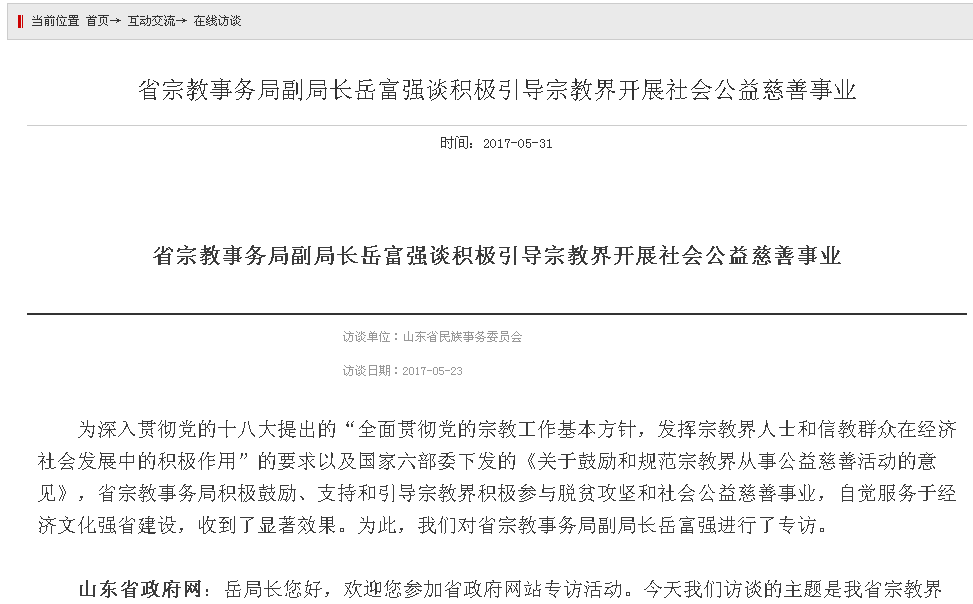 当前位置 首页→ 互动交流→ 在线访谈
省宗教事务局副局长岳富强谈积极引导宗教界开展社会公益慈善事业
时间：2017-05-31
省宗教事务局副局长岳富强谈积极引导宗教界开展社会公益慈善事业
访谈单位：山东省民族事务委员会
访谈日期：2017-05-23
为深入贯彻党的十八大提出的“全面贯彻党的宗教工作基本方针，发挥宗教界人士和信教群众在经济
社会发展中的积极作用”的要求以及国家六部委下发的《关于鼓励和规范宗教界从事公益慈善活动的意
见》，省宗教事务局积极鼓励、支持和引导宗教界积极参与脱贫攻坚和社会公益慈善事业，自觉服务于经
济文化强省建设，收到了显著效果。为此，我们对省宗教事务局副局长岳富强进行了专访。
山东省政府网：岳局长您好，欢迎您参加省政府网站专访活动。今天我们访谈的主题是我省宗教界